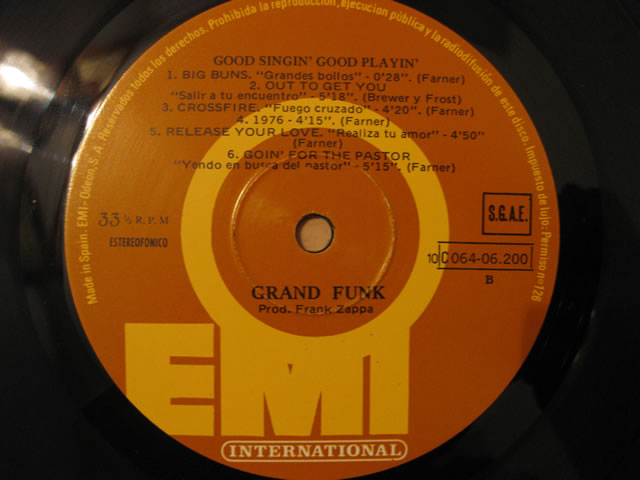 Made in Spain. EMI-Odeon, S. A. Reservados todos los derechos. Prohibida la reproducción, ejecución pública y la radiodifusión de este disco. Impuesto de lujo: Permiso nº 128
GOOD SINGIN' GOOD PLAYIN'
1. BIG BUNS. "Grandes bollos" - 0'28". (Farner)
2. OUT TO GET YOU
"Salir a tu encuentro" - 5'18". (Brewer y Frost)
3. CROSSFIRE. "Fuego cruzado" - 4'20". (Farner)
4. 1976 - 4'15". (Farner)
5. RELEASE YOUR LOVE. "Realiza tu amor" - 4'50"
(Farner)
6. GOIN' FOR THE PASTOR
"Yendo en busca del pastor" - 5'15". (Farner)
33 ⅓ R.P.M
ESTEREOFONICO
S.G.A.E.
10C064-06.200
B
GRAND FUNK
Prod. Frank Zappa
EMI
INTERNATIONAL